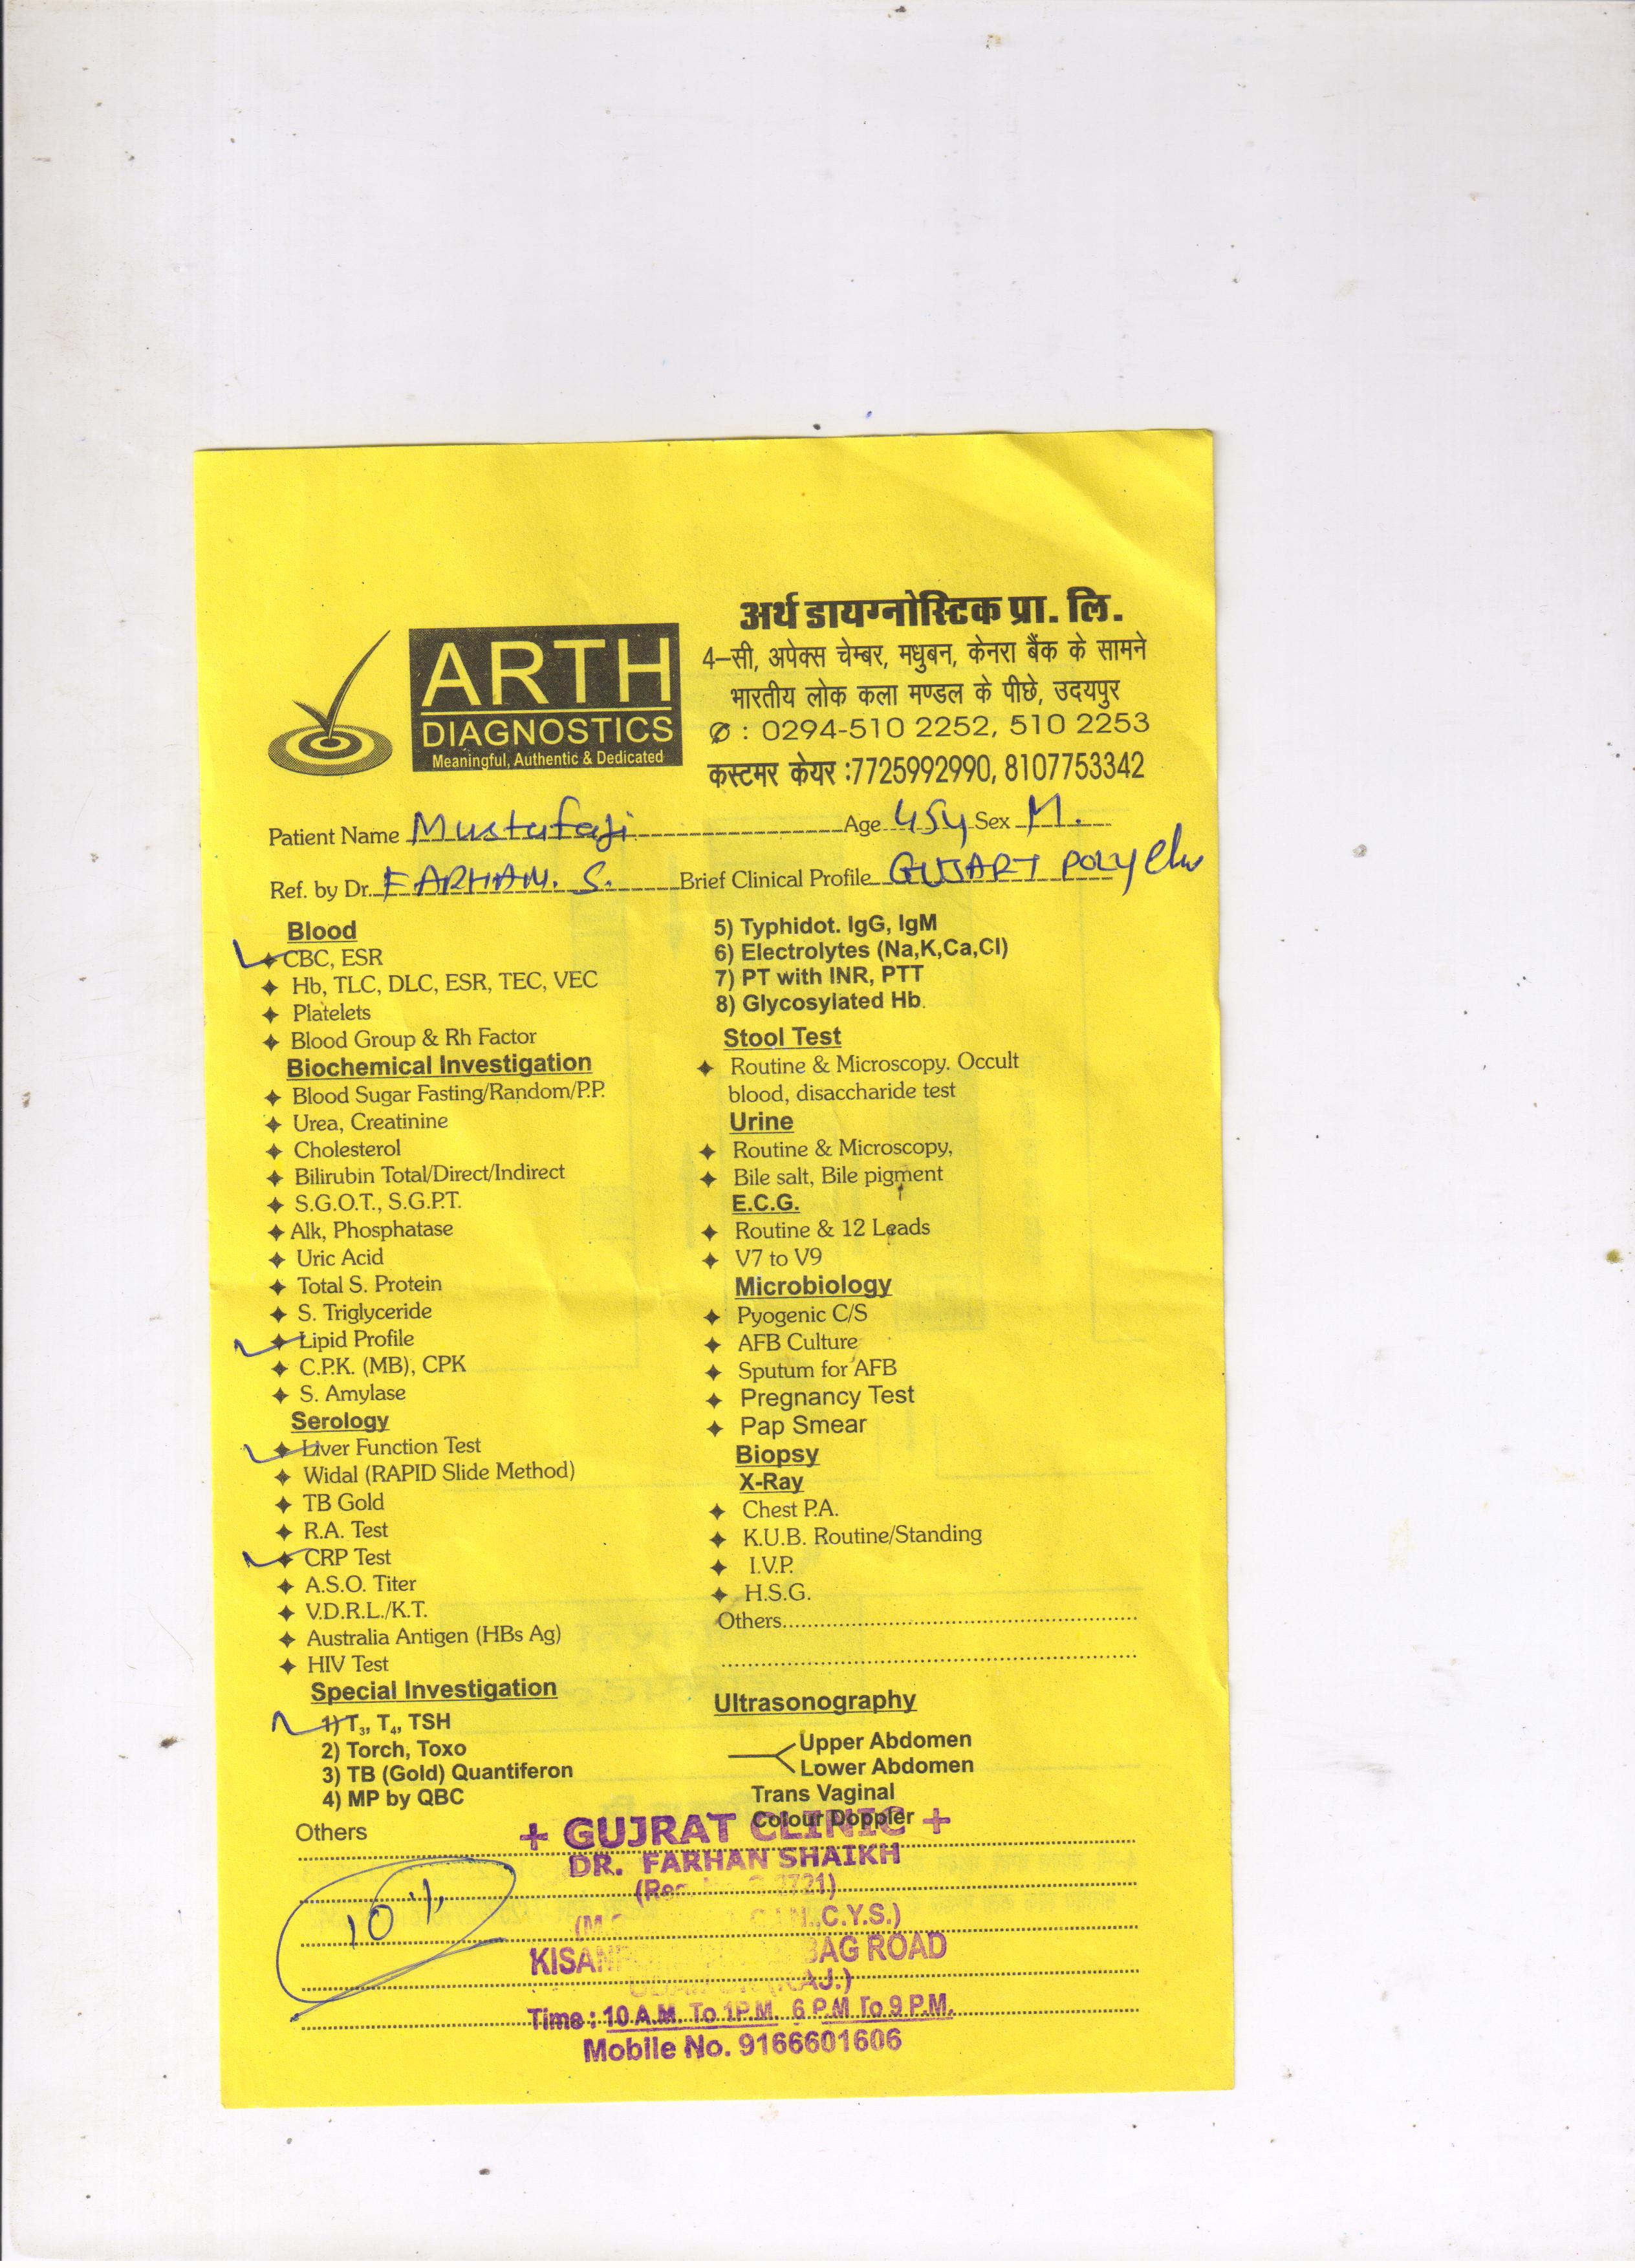 ARTH
DIAGNOSTICS
Meaningful, Authentic & Dedicated
अर्थ डायग्नोस्टिक प्रा. लि.
4-सी, अपेक्स चेम्बर, मधुबन, केनरा बैंक के सामने
भारतीय लोक कला मण्डल के पीछे, उदयपुर
: 0294-510 2252, 510 2253
कस्टमर केयर :7725992990, 8107753342
Patient Name Mustufaji Age 45y Sex M.
Ref. by Dr. FARHAN. S. Brief Clinical Profile GUJART POLY
Blood
CBC, ESR
Hb, TLC, DLC, ESR, TEC, VEC
Platelets
Blood Group & Rh Factor
Biochemical Investigation
Blood Sugar Fasting/Random/P.P.
Urea, Creatinine
Cholesterol
Bilirubin Total/Direct/Indirect
S.G.O.T., S.G.P.T.
Alk, Phosphatase
Uric Acid
Total S. Protein
S. Triglyceride
Lipid Profile
C.P.K. (MB), CPK
S. Amylase
Serology
Liver Function Test
Widal (RAPID Slide Method)
TB Gold
R.A. Test
CRP Test
A.S.O. Titer
V.D.R.L./K.T.
Australia Antigen (HBs Ag)
HIV Test
Special Investigation
1) T3, T4, TSH
2) Torch, Toxo
3) TB (Gold) Quantiferon
4) MP by QBC
Others
10%
5) Typhidot. IgG, IgM
6) Electrolytes (Na,K,Ca,Cl)
7) PT with INR, PTT
8) Glycosylated Hb.
Stool Test
Routine & Microscopy. Occult
blood, disaccharide test
Urine
Routine & Microscopy,
Bile salt, Bile pigment
E.C.G.
Routine & 12 Leads
V7 to V9
Microbiology
Pyogenic C/S
AFB Culture
Sputum for AFB
Pregnancy Test
Pap Smear
Biopsy
X-Ray
Chest P.A.
K.U.B. Routine/Standing
I.V.P.
H.S.G.
Others
Ultrasonography
Upper Abdomen
Lower Abdomen
Trans Vaginal
Colour Doppler
+ GUJRAT CLINIC +
DR. FARHAN SHAIKH
BAG ROAD
Time : 10 A.M. To 1P.M. 6 P.M To 9 P.M.
Mobile No. 9166601606